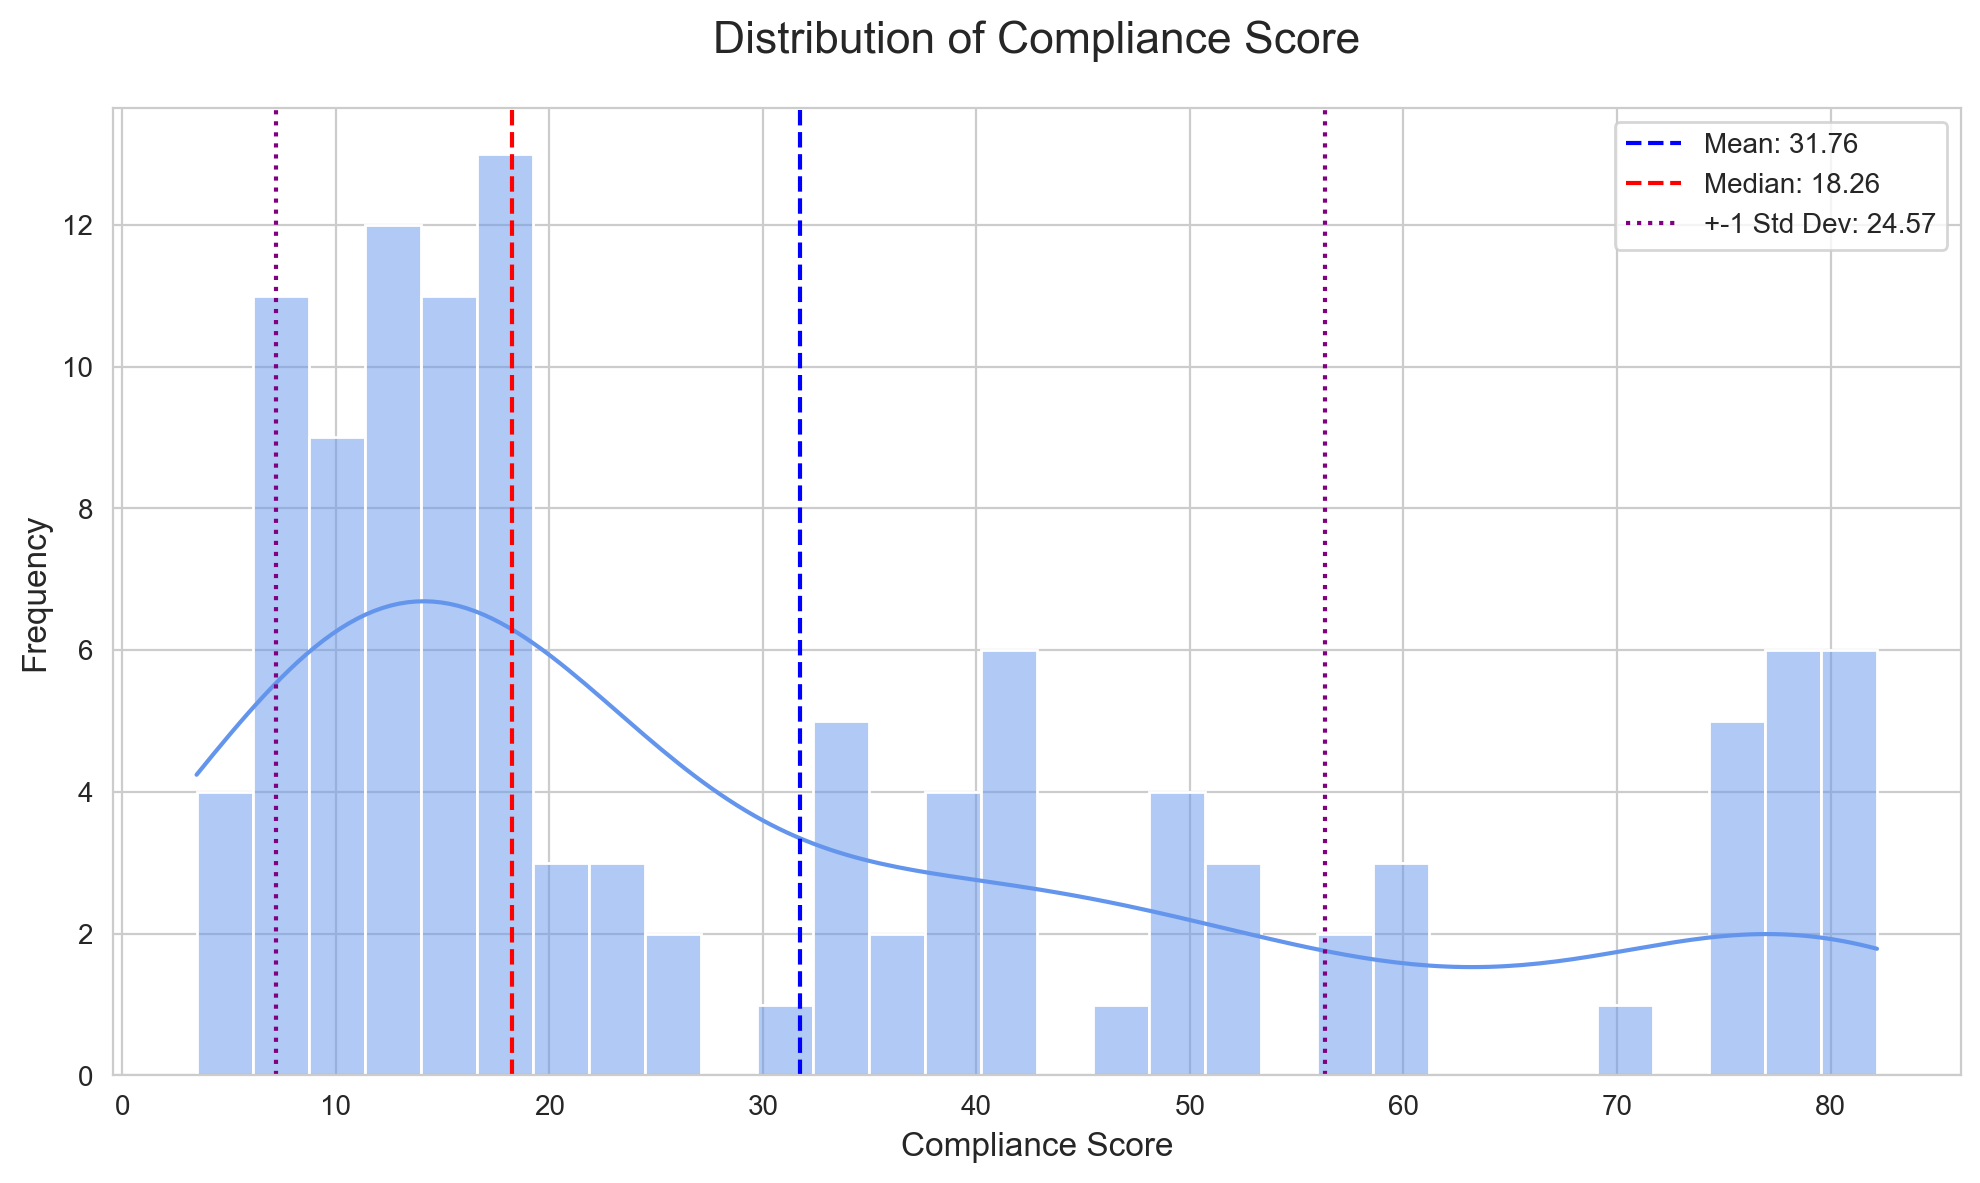 Distribution of Compliance Score
Mean: 31.76
Median: 18.26
+-1 Std Dev: 24.57
Frequency
12
10
8
6
4
2
0
0 10 20 30 40 50 60 70 80
Compliance Score